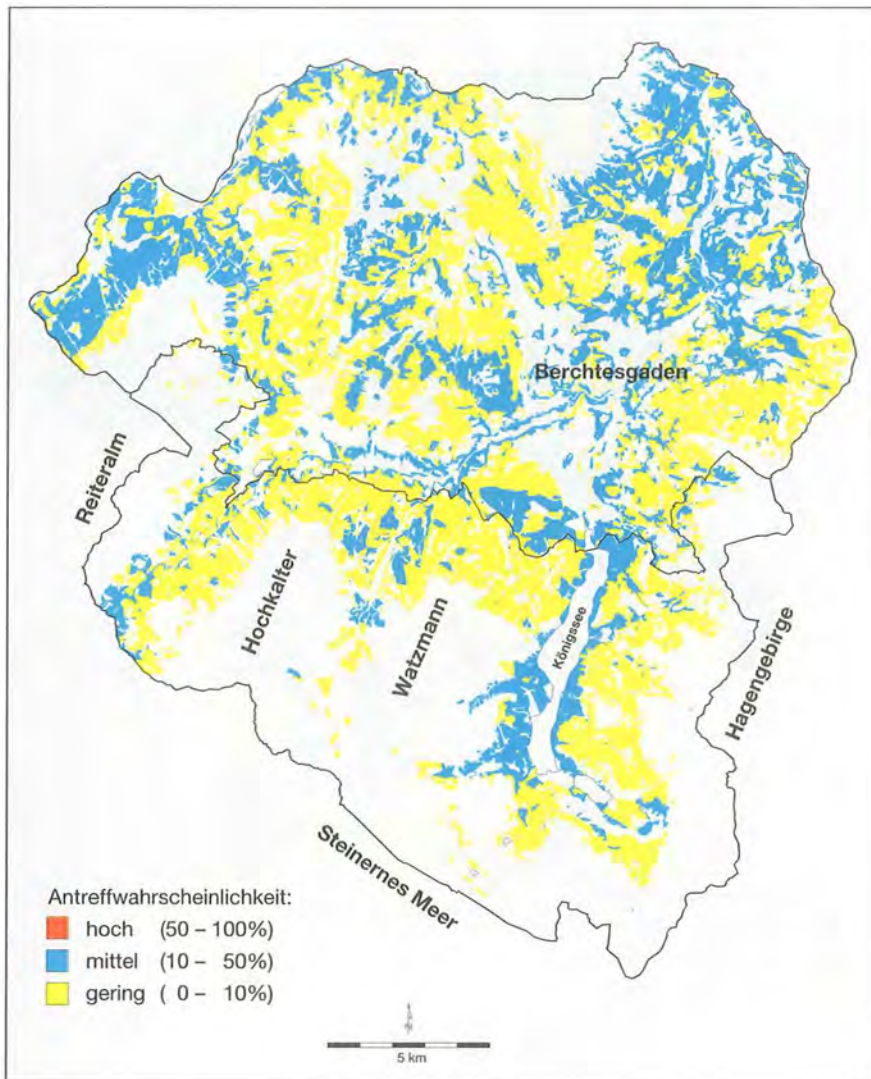 Berchtesgaden
Reiteralm
Hochkalter
Watzmann
Königssee
Hagengebirge
Steinernes Meer
Antreffwahrscheinlichkeit:
hoch (50 – 100%)
mittel (10 – 50%)
gering ( 0 – 10%)
5 km